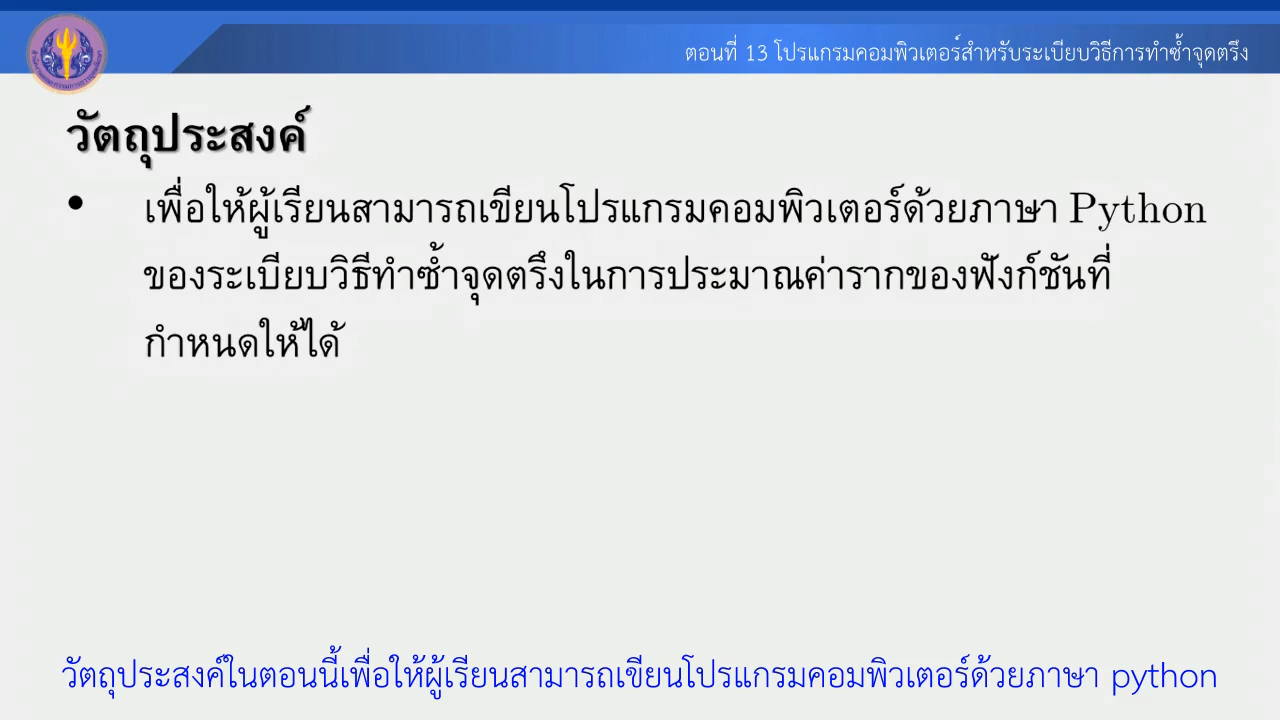 ตอนที่ 13 โปรแกรมคอมพิวเตอร์สำหรับระเบียบวิธีการทำซ้ำจุดตรึง
วัตถุประสงค์
• เพื่อให้ผู้เรียนสามารถเขียนโปรแกรมคอมพิวเตอร์ด้วยภาษา Python
ของระเบียบวิธีทำซ้ำจุดตรึงในการประมาณค่ารากของฟังก์ชันที่
กำหนดให้ได้
วัตถุประสงค์ในตอนนี้เพื่อให้ผู้เรียนสามารถเขียนโปรแกรมคอมพิวเตอร์ด้วยภาษา python